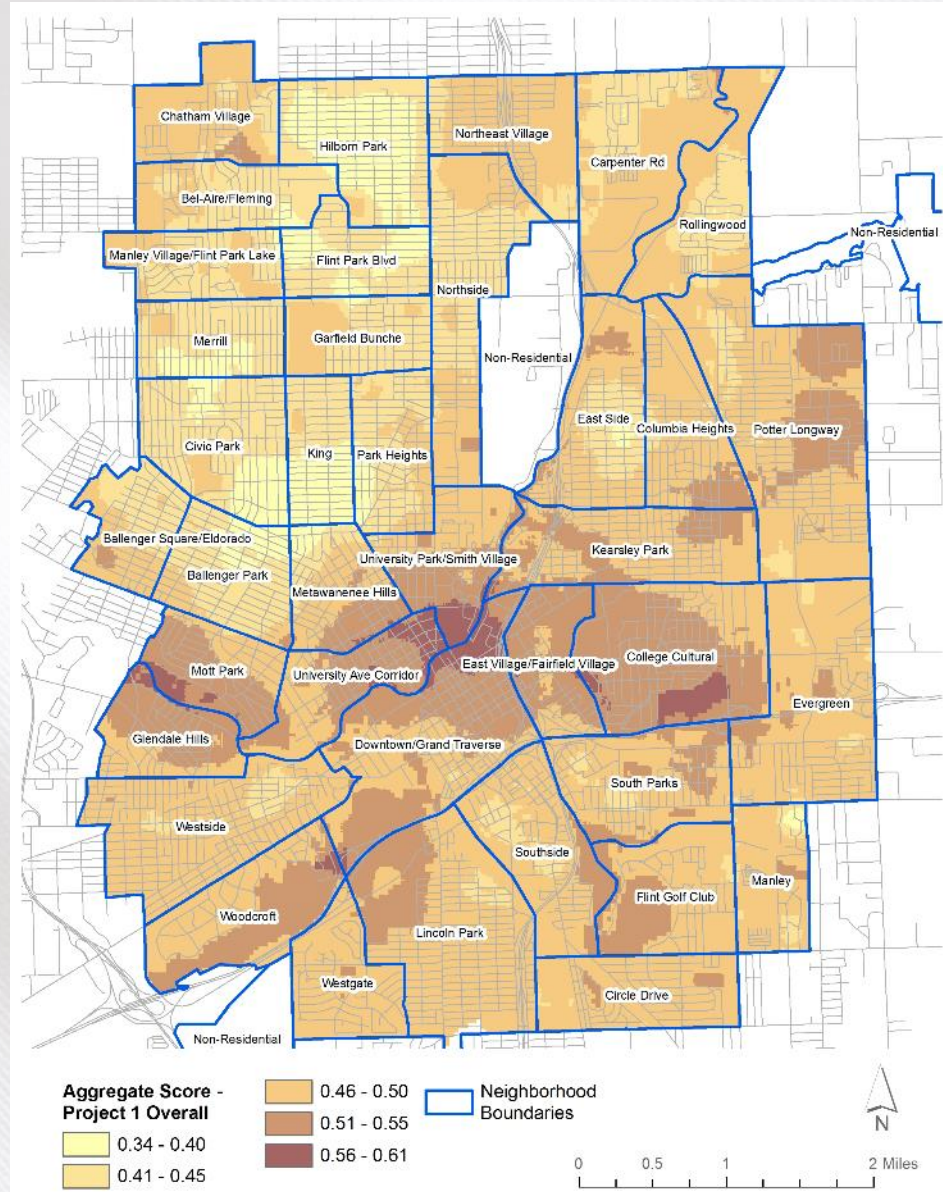 Chatham Village
Hilborn Park
Northeast Village
Carpenter Rd
Bel-Aire/Fleming
Rollingwood
Non-Residential
Manley Village/Flint Park Lake
Flint Park Blvd
Northside
Merrill
Garfield Bunche
Non-Residential
East Side
Columbia Heights
Potter Longway
Civic Park
King
Park Heights
Ballenger Square/Eldorado
University Park/Smith Village
Kearsley Park
Ballenger Park
Metawanenee Hills
Mott Park
University Ave Corridor
East Village/Fairfield Village
College Cultural
Evergreen
Glendale Hills
Downtown/Grand Traverse
South Parks
Westside
Southside
Manley
Flint Golf Club
Woodcroft
Lincoln Park
Westgate
Circle Drive
Non-Residential
Aggregate Score -
Project 1 Overall
0.34 - 0.40
0.41 - 0.45
0.46 - 0.50
0.51 - 0.55
0.56 - 0.61
Neighborhood
Boundaries
N
0 0.5 1 2 Miles